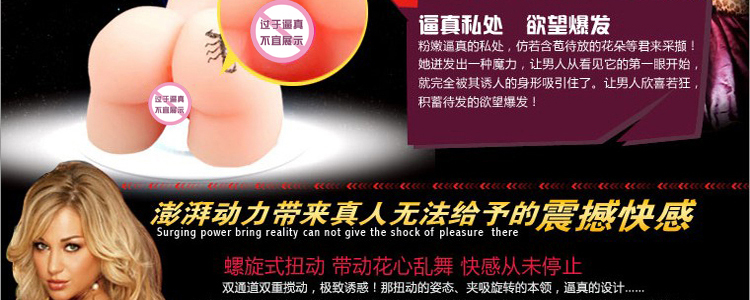 过于逼真
不宜展示
过于逼真
不宜展示
逼真私处 欲望爆发
粉嫩逼真的私处，仿若含苞待放的花朵等君来采撷！
她迸发出一种魔力，让男人从看见它的第一眼开始，
就完全被其诱人的身形吸引住了。让男人欣喜若狂，
积蓄待发的欲望爆发！
澎湃动力带来真人无法给予的震撼快感
Surging power bring reality can not give the shock of pleasure there
螺旋式扭动 带动花心乱舞 快感从未停止
双通道双重搅动，极致诱惑！那扭动的姿态、夹吸旋转的本领，逼真的设计......